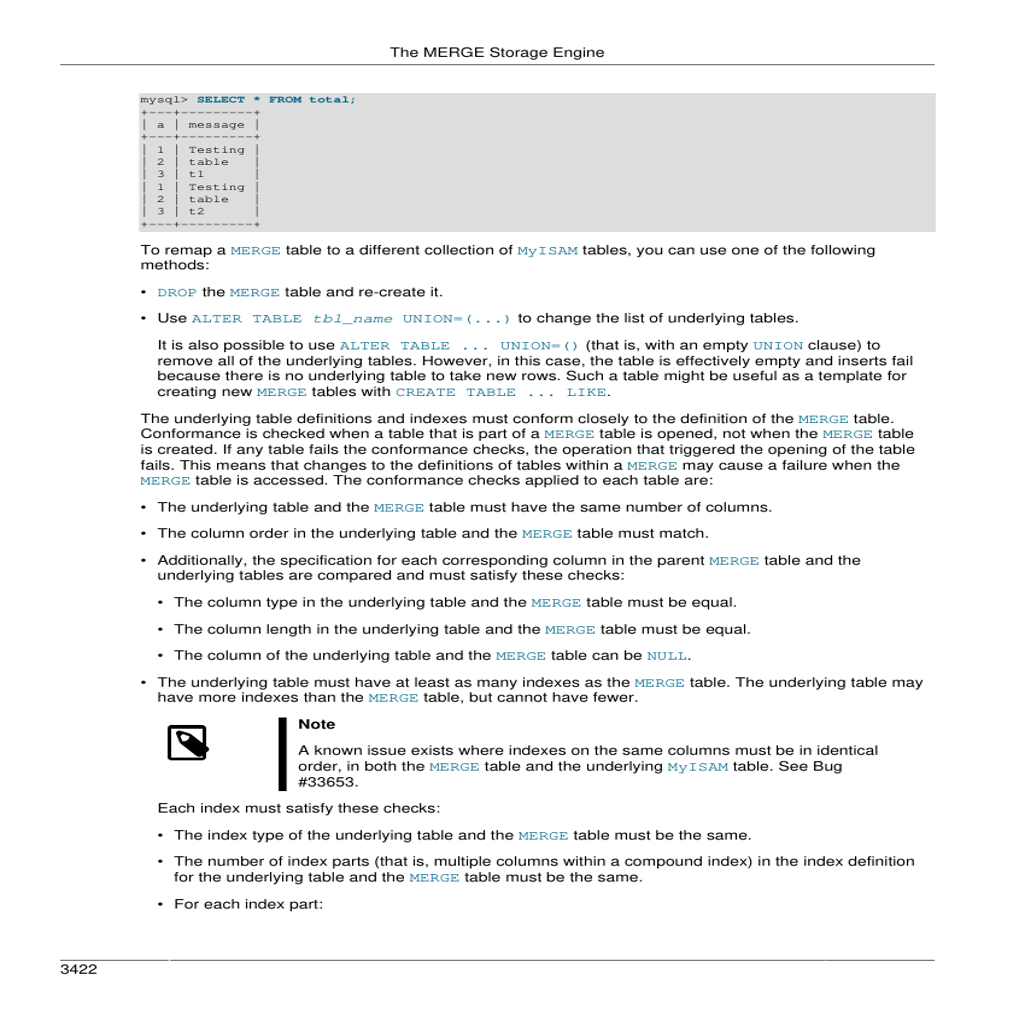 The MERGE Storage Engine
mysql> SELECT * FROM total;
+---+---------+
| a | message |
+---+---------+
| 1 | Testing |
| 2 | table   |
| 3 | t1      |
| 1 | Testing |
| 2 | table   |
| 3 | t2      |
+---+---------+
To remap a MERGE table to a different collection of MyISAM tables, you can use one of the following
methods:
• DROP the MERGE table and re-create it.
• Use ALTER TABLE tbl_name UNION=(...) to change the list of underlying tables.
It is also possible to use ALTER TABLE ... UNION=() (that is, with an empty UNION clause) to
remove all of the underlying tables. However, in this case, the table is effectively empty and inserts fail
because there is no underlying table to take new rows. Such a table might be useful as a template for
creating new MERGE tables with CREATE TABLE ... LIKE.
The underlying table definitions and indexes must conform closely to the definition of the MERGE table.
Conformance is checked when a table that is part of a MERGE table is opened, not when the MERGE table
is created. If any table fails the conformance checks, the operation that triggered the opening of the table
fails. This means that changes to the definitions of tables within a MERGE may cause a failure when the
MERGE table is accessed. The conformance checks applied to each table are:
• The underlying table and the MERGE table must have the same number of columns.
• The column order in the underlying table and the MERGE table must match.
• Additionally, the specification for each corresponding column in the parent MERGE table and the
underlying tables are compared and must satisfy these checks:
• The column type in the underlying table and the MERGE table must be equal.
• The column length in the underlying table and the MERGE table must be equal.
• The column of the underlying table and the MERGE table can be NULL.
• The underlying table must have at least as many indexes as the MERGE table. The underlying table may
have more indexes than the MERGE table, but cannot have fewer.
Note
A known issue exists where indexes on the same columns must be in identical
order, in both the MERGE table and the underlying MyISAM table. See Bug
#33653.
Each index must satisfy these checks:
• The index type of the underlying table and the MERGE table must be the same.
• The number of index parts (that is, multiple columns within a compound index) in the index definition
for the underlying table and the MERGE table must be the same.
• For each index part:
3422